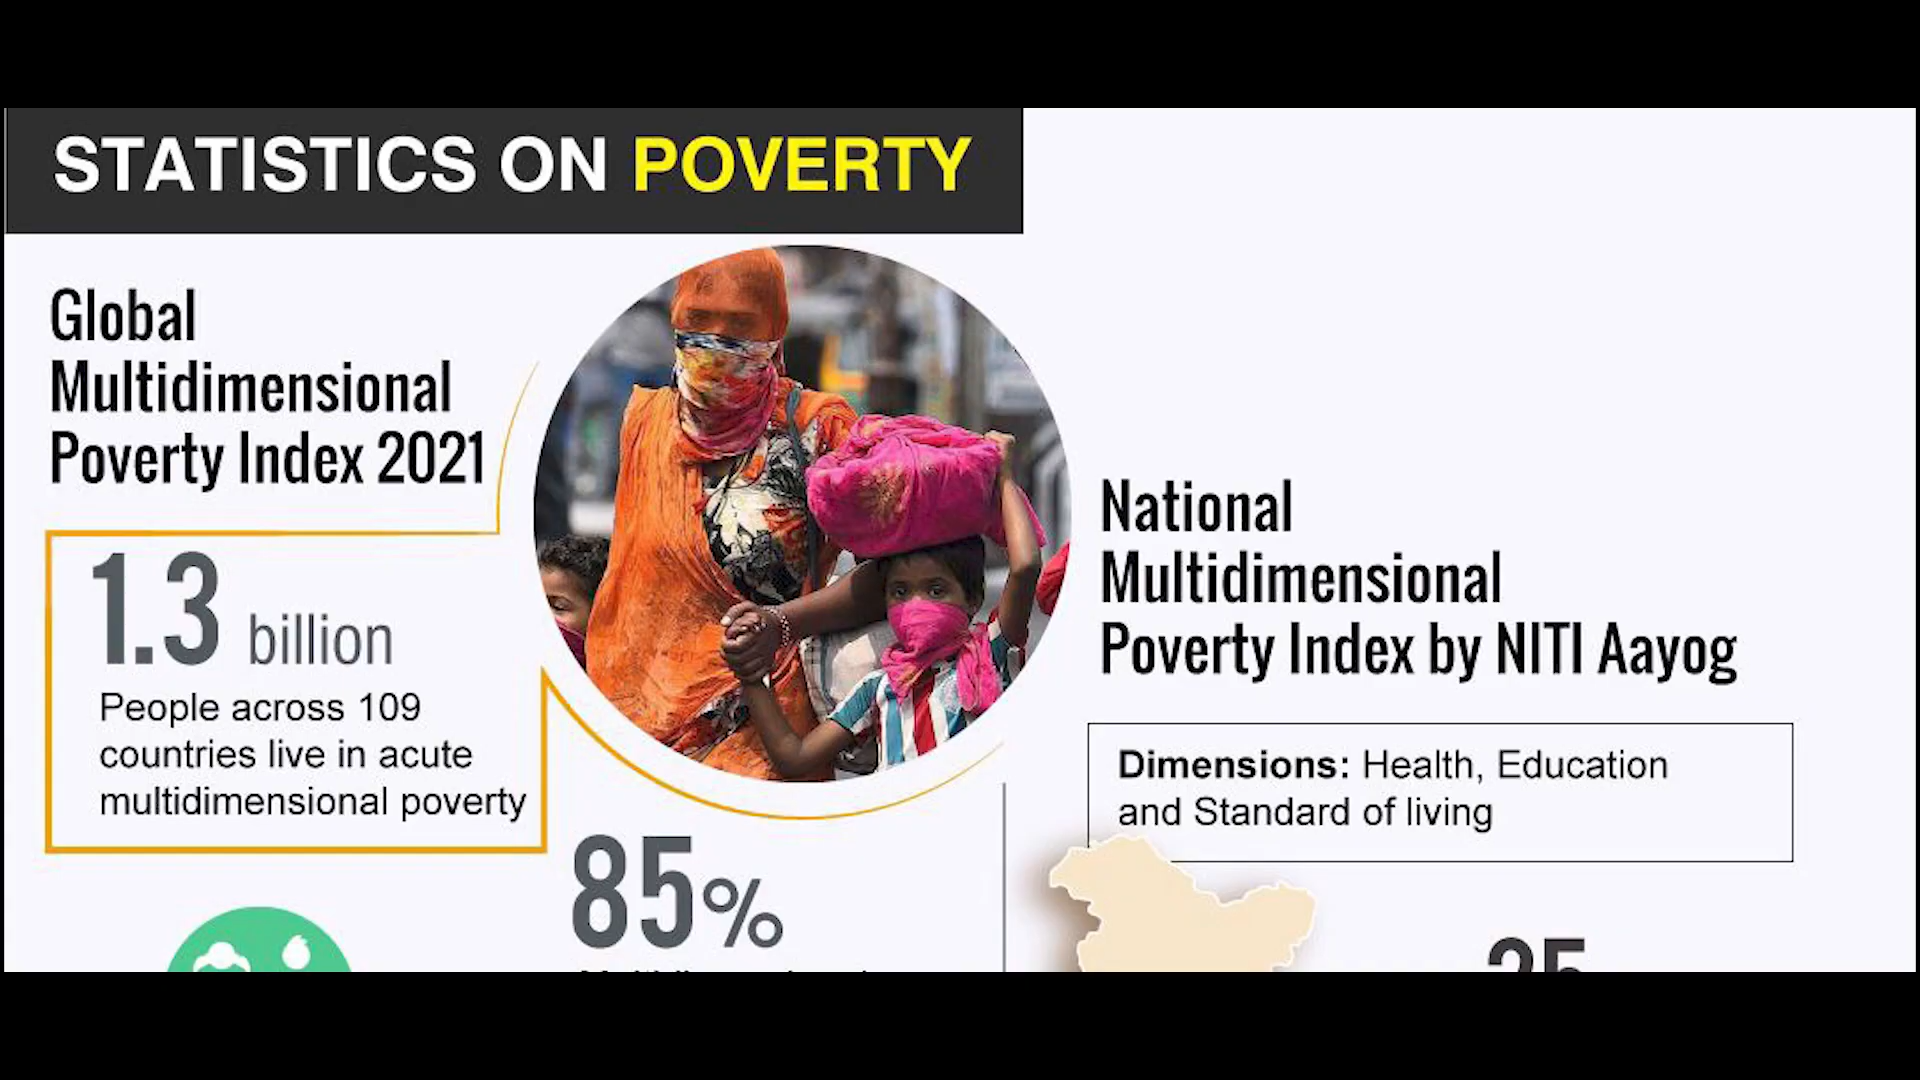 STATISTICS ON POVERTY
Global
Multidimensional
Poverty Index 2021
1.3 billion
People across 109
countries live in acute
multidimensional poverty
85%
National
Multidimensional
Poverty Index by NITI Aayog
Dimensions: Health, Education
and Standard of living